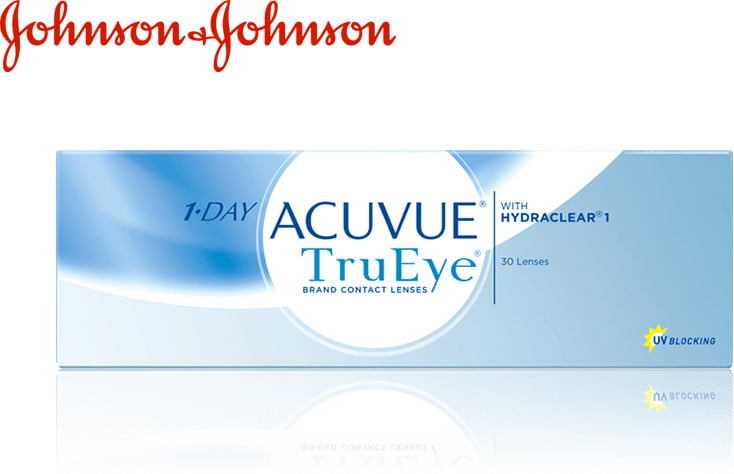 Johnson & Johnson
1·DAY ACUVUE®
TruEye®
BRAND CONTACT LENSES
WITH
HYDRACLEAR® 1
30 Lenses
UV BLOCKING